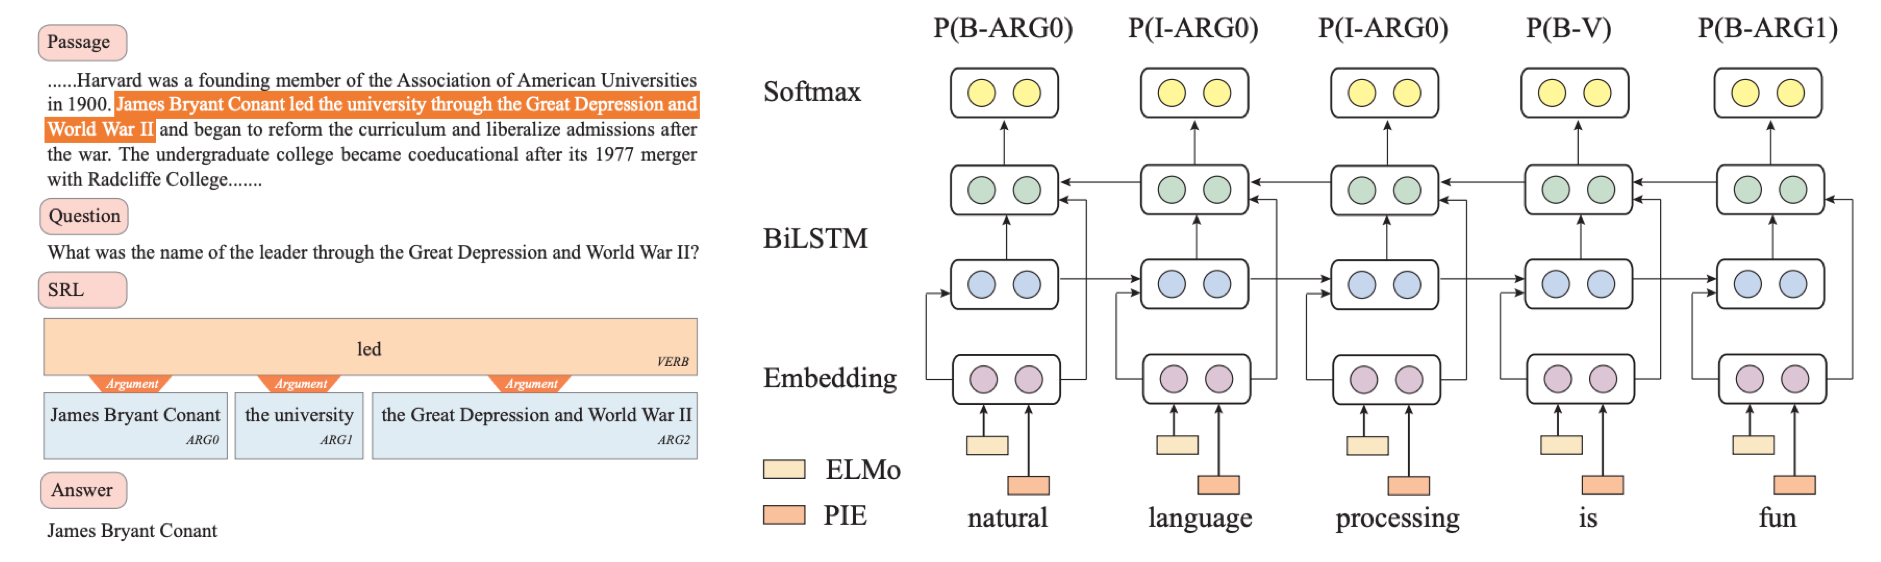 Passage
......Harvard was a founding member of the Association of American Universities
in 1900. James Bryant Conant led the university through the Great Depression and
World War II and began to reform the curriculum and liberalize admissions after
the war. The undergraduate college became coeducational after its 1977 merger
with Radcliffe College.......
Question
What was the name of the leader through the Great Depression and World War II?
SRL
led
VERB
Argument Argument Argument
James Bryant Conant the university the Great Depression and World War II
ARG0 ARG1 ARG2
Answer
James Bryant Conant
P(B-ARG0) P(I-ARG0) P(I-ARG0) P(B-V) P(B-ARG1)
Softmax
BiLSTM
Embedding
ELMo
PIE
natural language processing is fun